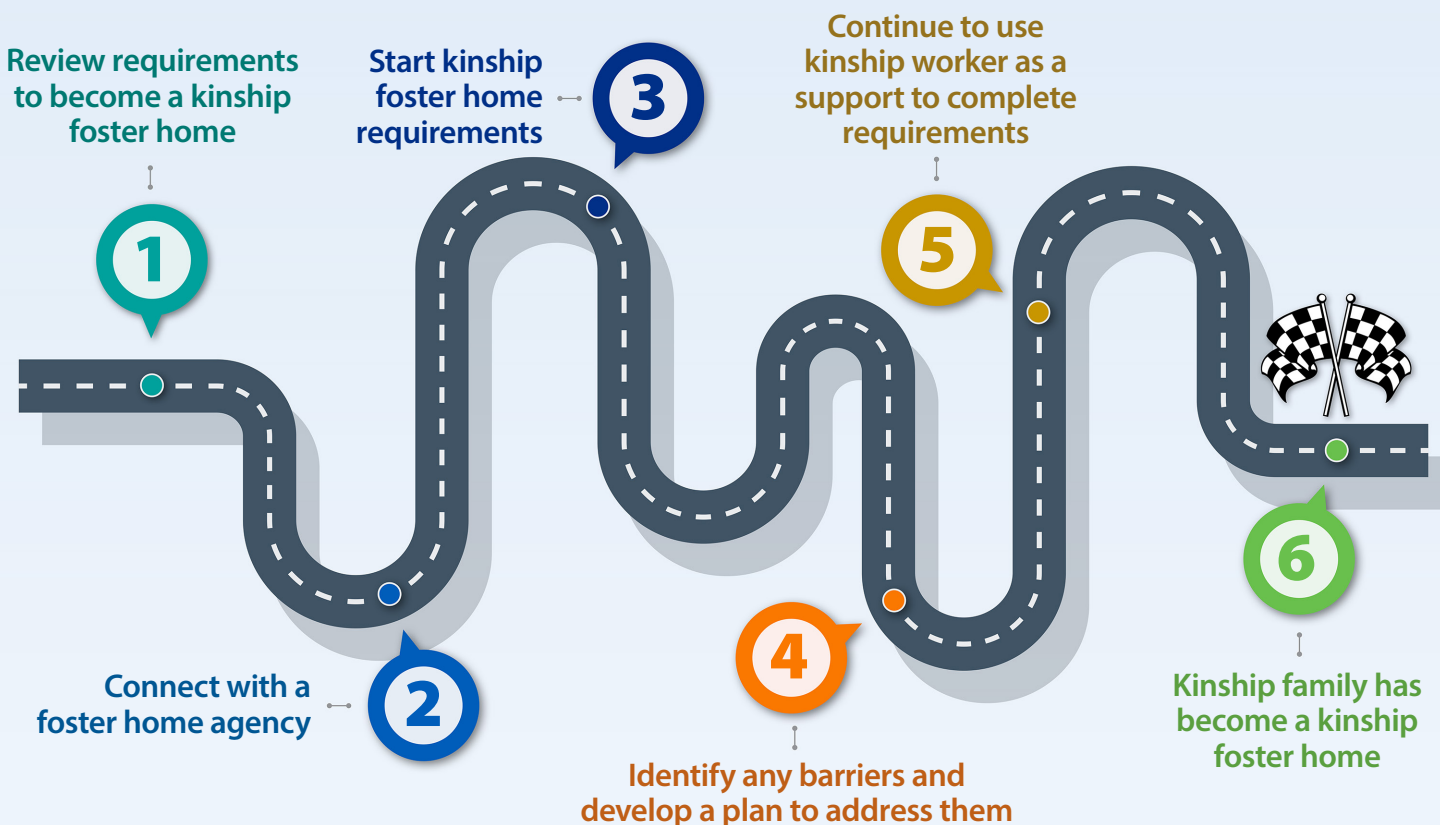 Review requirements
to become a kinship
foster home
1
Connect with a
foster home agency
2
Start kinship
foster home
requirements
3
Identify any barriers and
develop a plan to address them
4
Continue to use
kinship worker as a
support to complete
requirements
5
Kinship family has
become a kinship
foster home
6